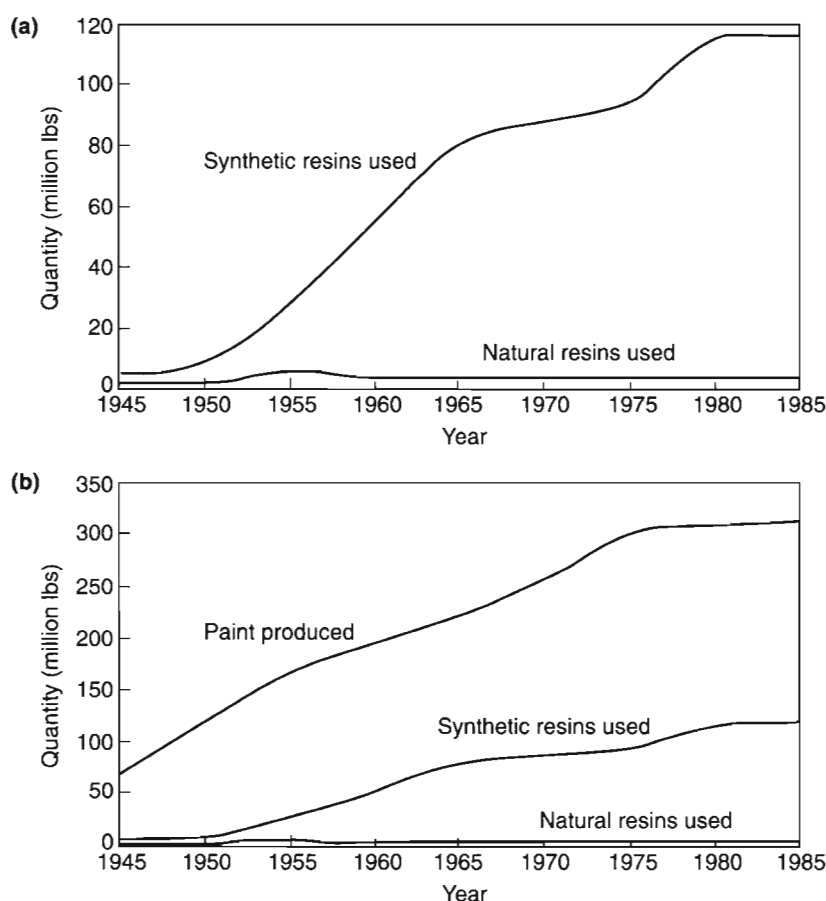 (a)
120
100
80
60
40
20
0
Quantity (million lbs)
Synthetic resins used
Natural resins used
1945 1950 1955 1960 1965 1970 1975 1980 1985
Year
(b)
350
300
250
200
150
100
50
0
Quantity (million lbs)
Paint produced
Synthetic resins used
Natural resins used
1945 1950 1955 1960 1965 1970 1975 1980 1985
Year